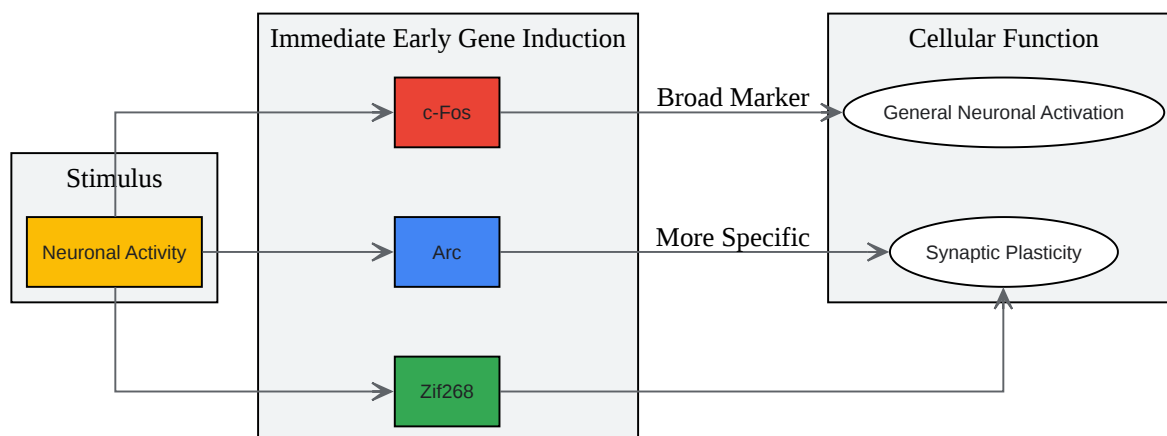 Immediate Early Gene Induction
Cellular Function
c-Fos
Broad Marker
General Neuronal Activation
Stimulus
Neuronal Activity
Arc
More Specific
Synaptic Plasticity
Zif268